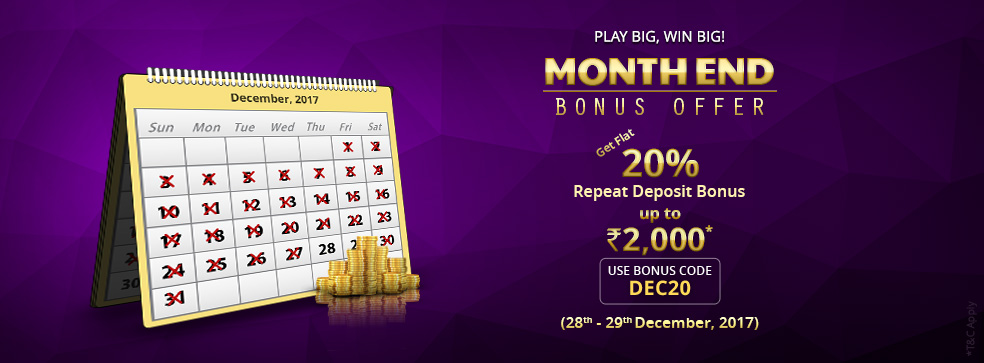 December, 2017
Sun Mon Tue Wed Thu Fri Sat
1 2
3 4 5 6 7 8 9
10 11 12 13 14 15 16
17 18 19 20 21 22 23
24 25 26 27 28 30
31
30
PLAY BIG, WIN BIG!
MONTH END
BONUS OFFER
Get Flat
20%
Repeat Deposit Bonus
up to
₹2,000*
USE BONUS CODE
DEC20
(28th - 29th December, 2017)
*T&C Apply